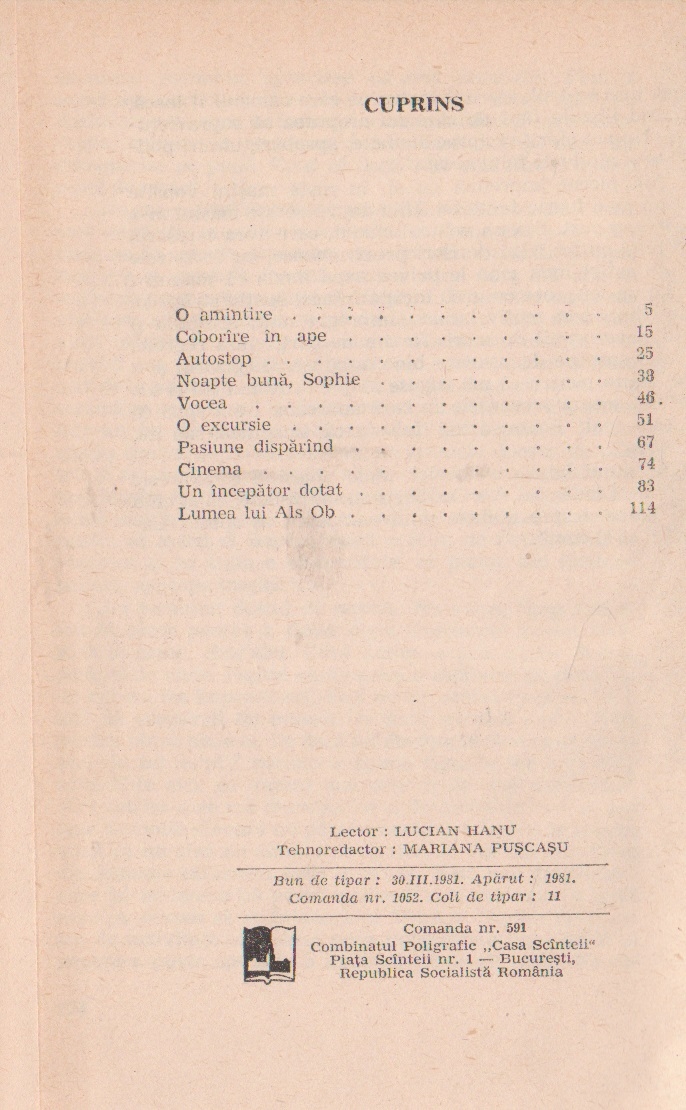 CUPRINS
O amintire . . . . . . . . . . . 5
Coborîre în ape . . . . . . . . . 15
Autostop . . . . . . . . . . . . 25
Noapte bună, Sophie . . . . . . . . 38
Vocea . . . . . . . . . . . . 46.
O excursie . . . . . . . . . . . 51
Pasiune dispărînd . . . . . . . . . 67
Cinema . . . . . . . . . . . . 74
Un începător dotat . . . . . . . . . 83
Lumea lui Als Ob . . . . . . . . . 114
Lector : LUCIAN HANU
Tehnoredactor : MARIANA PUȘCAȘU
Bun de tipar : 30.III.1981. Apărut : 1981.
Comanda nr. 1052. Coli de tipar : 11
Comanda nr. 591
Combinatul Poligrafic „Casa Scînteii“
Piața Scînteii nr. 1 — București,
Republica Socialistă România